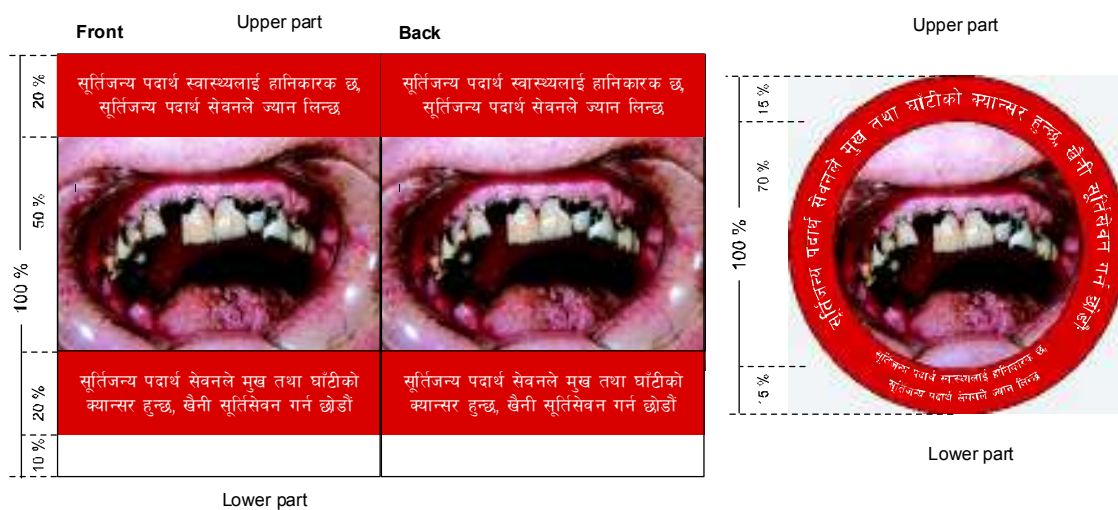 Upper part
Front
Back
20 %
50 %
100 %
20 %
10 %
सूर्तिजन्य पदार्थ स्वास्थ्यलाई हानिकारक छ,
सूर्तिजन्य पदार्थ सेवनले ज्यान लिन्छ
सूर्तिजन्य पदार्थ स्वास्थ्यलाई हानिकारक छ,
सूर्तिजन्य पदार्थ सेवनले ज्यान लिन्छ
सूर्तिजन्य पदार्थ सेवनले मुख तथा घाँटीको
क्यान्सर हुन्छ, खैनी सूर्तिसेवन गर्न छोडौं
सूर्तिजन्य पदार्थ सेवनले मुख तथा घाँटीको
क्यान्सर हुन्छ, खैनी सूर्तिसेवन गर्न छोडौं
Lower part
Upper part
15 %
70 %
100 %
15 %
सूर्तिजन्य पदार्थ सेवनले मुख तथा घाँटीको क्यान्सर हुन्छ, खैनी सूर्तिसेवन गर्न छोडौं
सूर्तिजन्य पदार्थ स्वास्थ्यलाई हानिकारक छ,
सूर्तिजन्य पदार्थ सेवनले ज्यान लिन्छ
Lower part